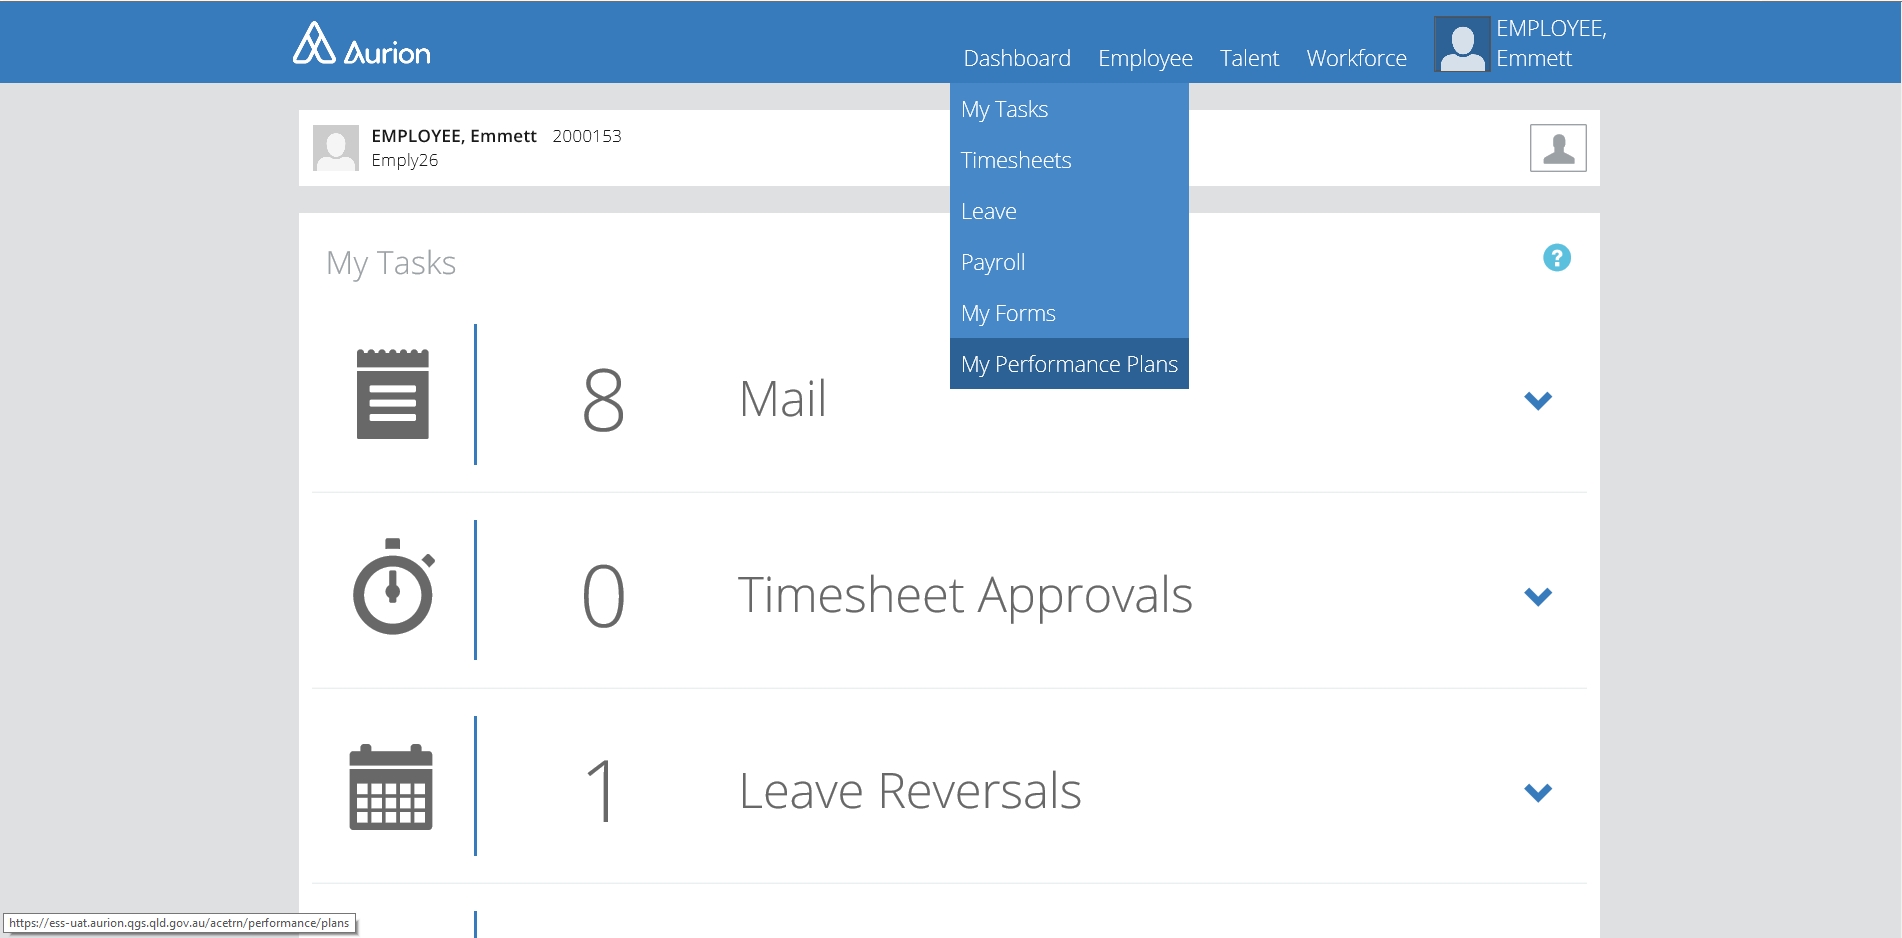 Aurion
Dashboard Employee Talent Workforce
EMPLOYEE,
Emmett
My Tasks
Timesheets
Leave
Payroll
My Forms
My Performance Plans
EMPLOYEE, Emmett 2000153
Emply26
My Tasks
?
8 Mail
0 Timesheet Approvals
1 Leave Reversals
https://ess-uat.aurion.qgs.qld.gov.au/acetrn/performance/plans